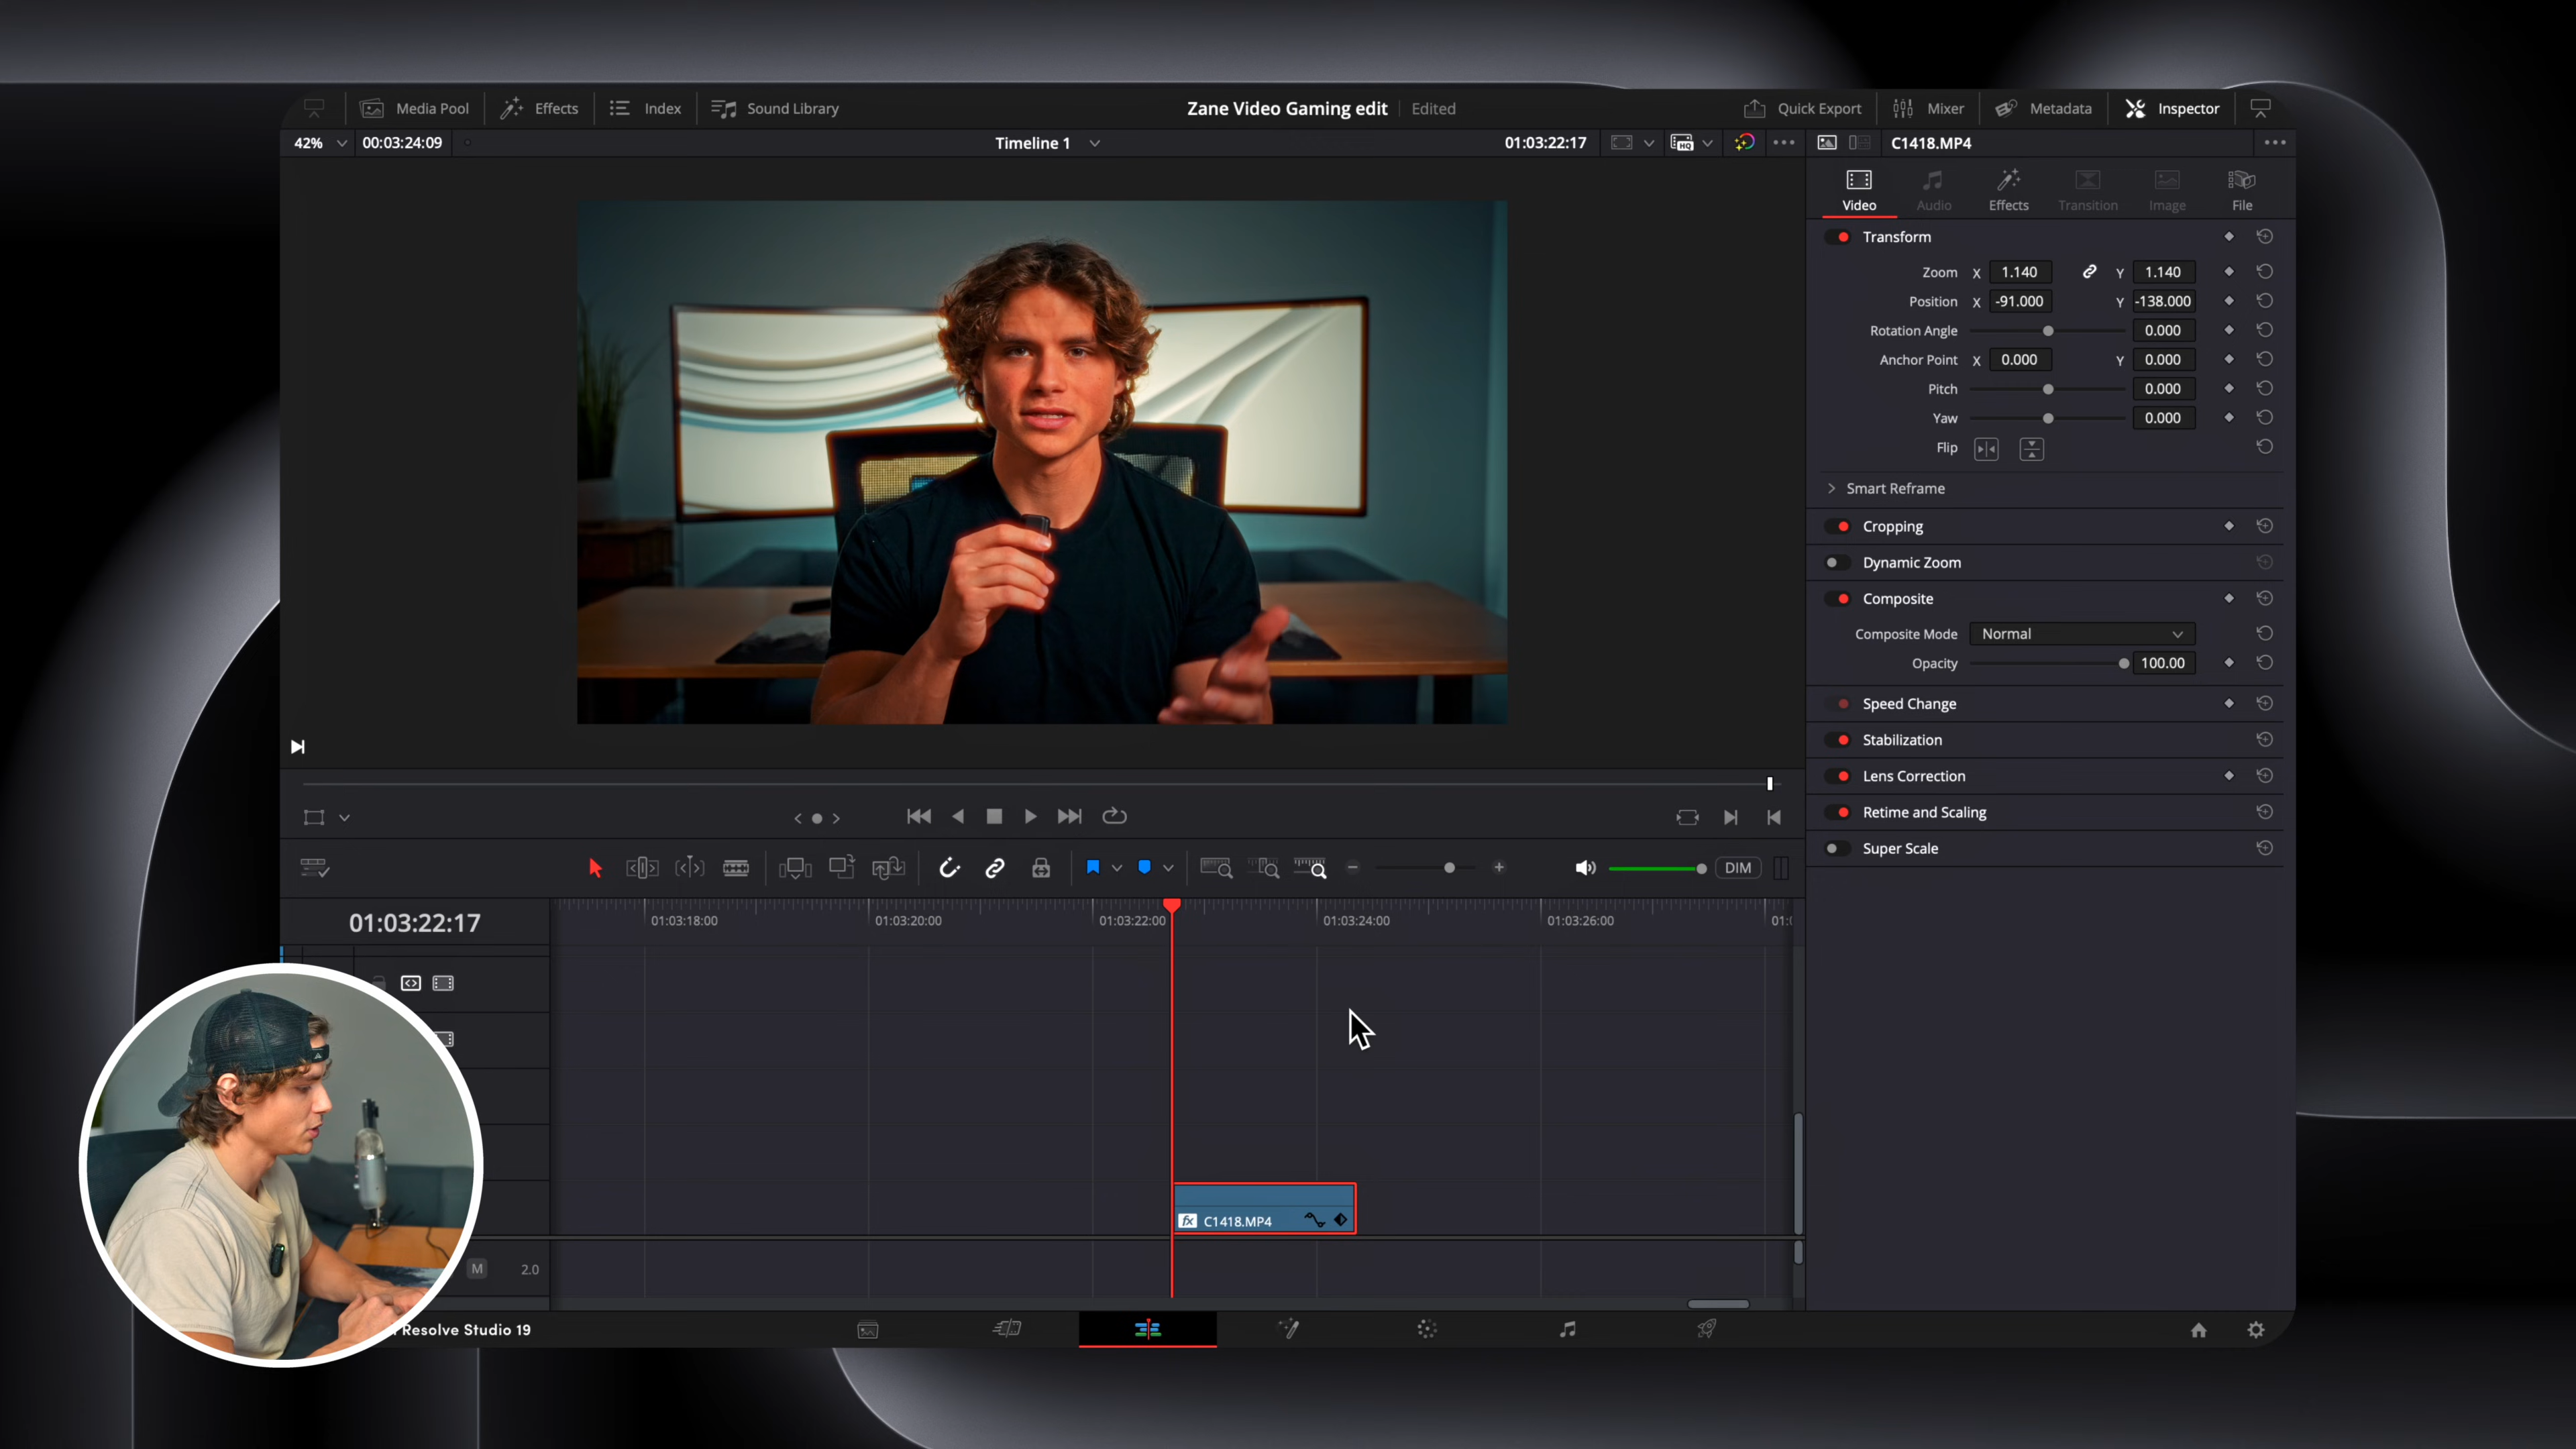 Media Pool Effects Index Sound Library Zane Video Gaming edit Edited Quick Export Mixer Metadata Inspector
42% 00:03:24:09 Timeline 1 01:03:22:17 HQ C1418.MP4
Video Audio Effects Transition Image File
Transform
Zoom X 1.140 Y 1.140
Position X -91.000 Y -138.000
Rotation Angle 0.000
Anchor Point X 0.000 Y 0.000
Pitch 0.000
Yaw 0.000
Flip
Smart Reframe
Cropping
Dynamic Zoom
Composite
Composite Mode Normal
Opacity 100.00
Speed Change
Stabilization
Lens Correction
Retime and Scaling
Super Scale
DIM
01:03:22:17 01:03:18:00 01:03:20:00 01:03:22:00 01:03:24:00 01:03:26:00
fx C1418.MP4
M 2.0
Resolve Studio 19